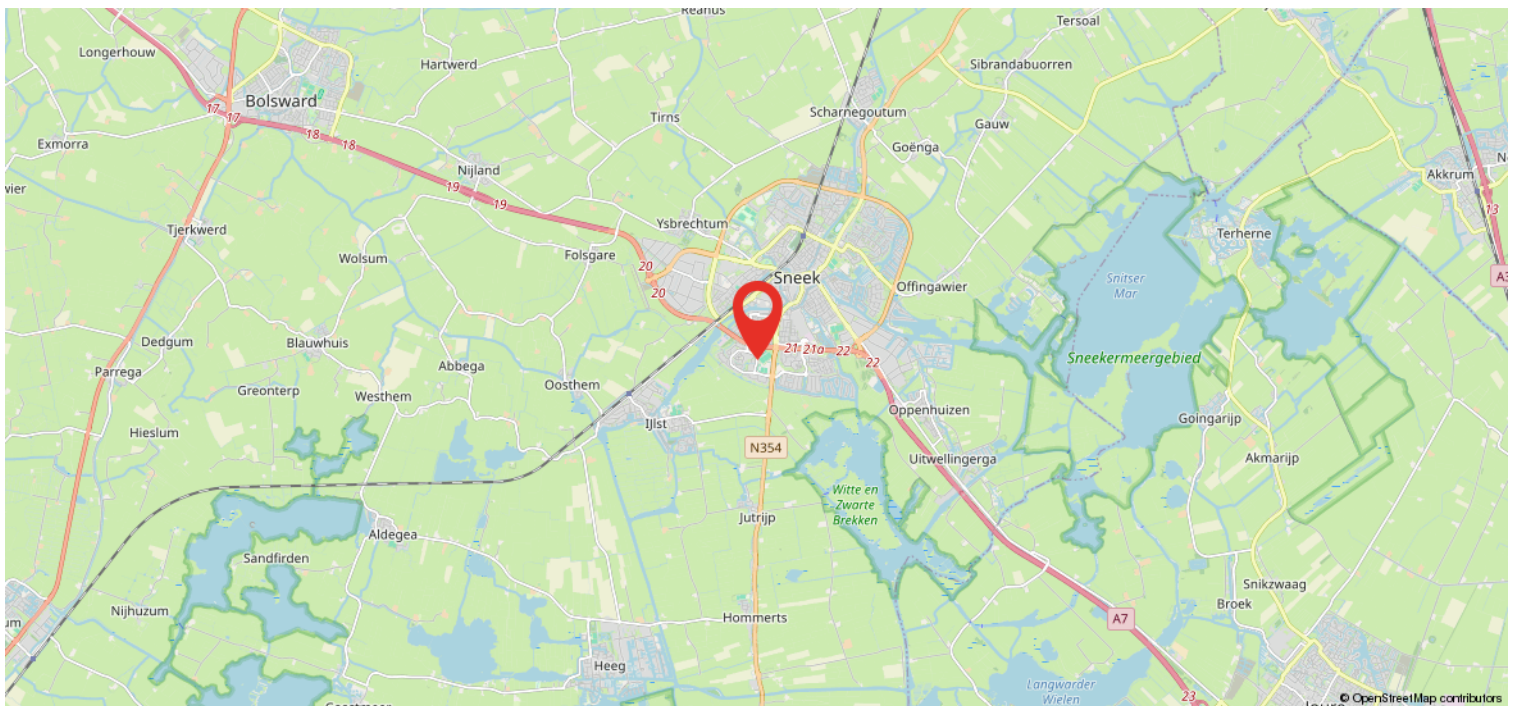 Tersoal
Longerhouw
Hartwerd
Sibrandabuorren
Bolsward
17
17
Scharnegoutum
Tirns
Gauw
18
18
Exmorra
Goënga
Nijland
Akkrum
19
19
13
Ysbrechtum
Tjerkwerd
Terherne
Folsgare
Wolsum
20
Sneek
Snitser
Mar
Offingawier
20
Dedgum
Blauwhuis
21
21a
22
Sneekermeergebied
22
Parrega
Abbega
Oosthem
Greonterp
Westhem
Oppenhuizen
Goingarijp
IJlst
Hieslum
N354
Uitwellingerga
Akmarijp
Witte en
Zwarte
Brekken
Jutrijp
Aldegea
Sandfirden
Snikzwaag
Broek
Nijhuzum
Hommerts
A7
Heeg
Langwarder
Wielen
23
© OpenStreetMap contributors